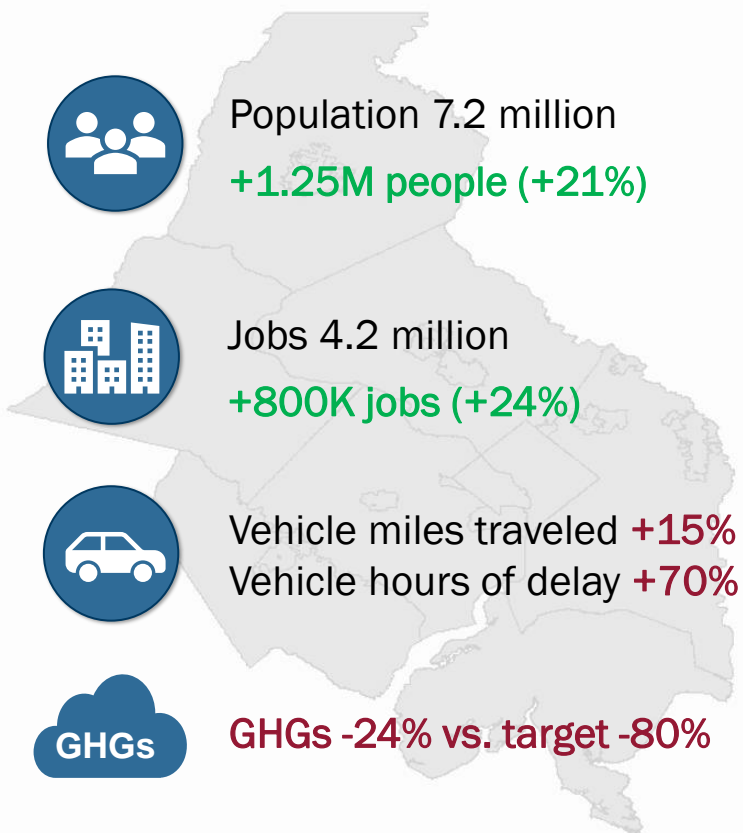 Population 7.2 million
+1.25M people (+21%)
Jobs 4.2 million
+800K jobs (+24%)
Vehicle miles traveled +15%
Vehicle hours of delay +70%
GHGs
GHGs -24% vs. target -80%